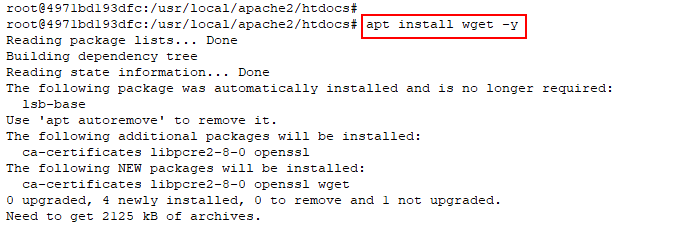 root@4971bd193dfc:/usr/local/apache2/htdocs#
root@4971bd193dfc:/usr/local/apache2/htdocs# apt install wget -y
Reading package lists... Done
Building dependency tree
Reading state information... Done
The following package was automatically installed and is no longer required:
  lsb-base
Use 'apt autoremove' to remove it.
The following additional packages will be installed:
  ca-certificates libpcre2-8-0 openssl
The following NEW packages will be installed:
  ca-certificates libpcre2-8-0 openssl wget
0 upgraded, 4 newly installed, 0 to remove and 1 not upgraded.
Need to get 2125 kB of archives.